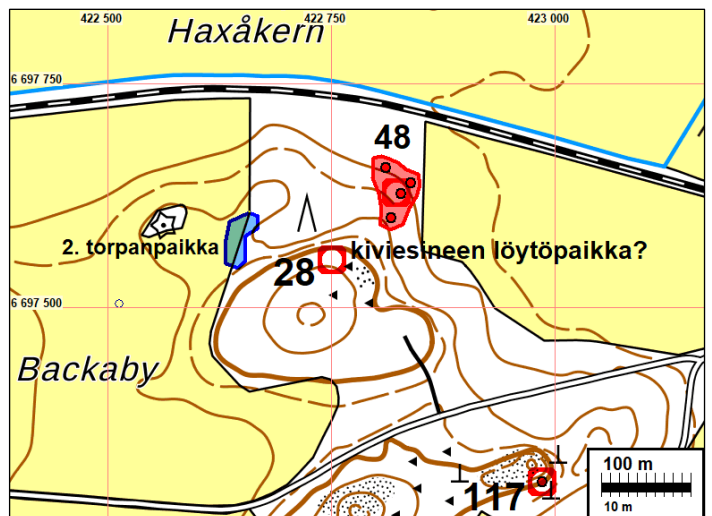 422 500
422 750
423 000
Haxåkern
6 697 750
48
2. torpanpaikka
kiviesineen löytöpaikka?
28
6 697 500
Backaby
100 m
10 m
117